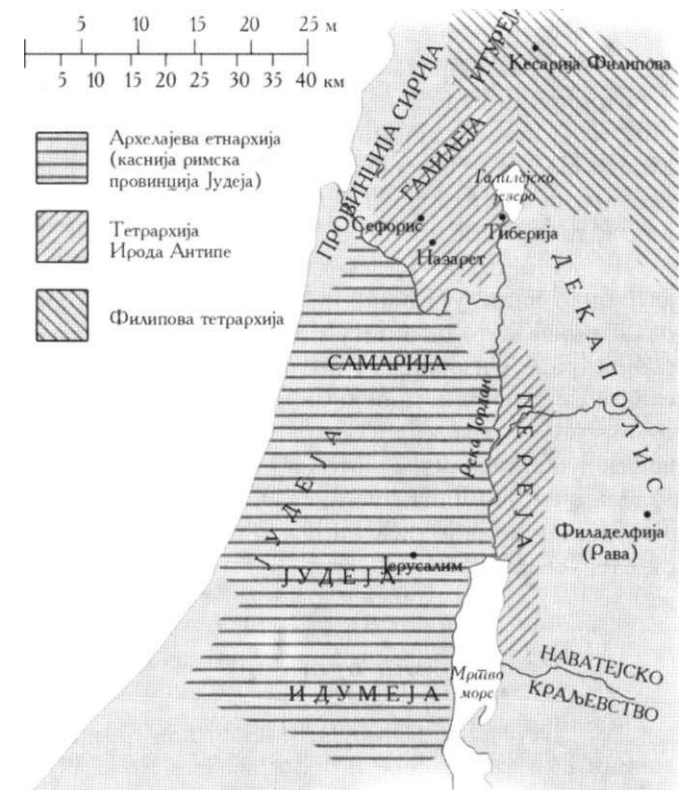 5 10 15 20 25 м
5 10 15 20 25 30 35 40 км
Архелајева етнархија
(каснија римска
провинција Јудеја)
Тетрархија
Ирода Антипе
Филипова тетрархија
ПРОВИНЦИЈА СИРИЈА
ИТУРЕЈ
Кесарија Филипова
ГАЛИЛЕЈА
Галилејско
језеро
Сефорис
Тиберија
Назарет
ДЕКАПОЛИС
САМАРИЈА
Река Јордан
ПЕРЕЈА
ЈУДЕЈА
Филаделфија
(Рава)
Јерусалим
ЈУДЕЈА
Мртво
море
НАВАТЕЈСКО
КРАЉЕВСТВО
ИДУМЕЈА